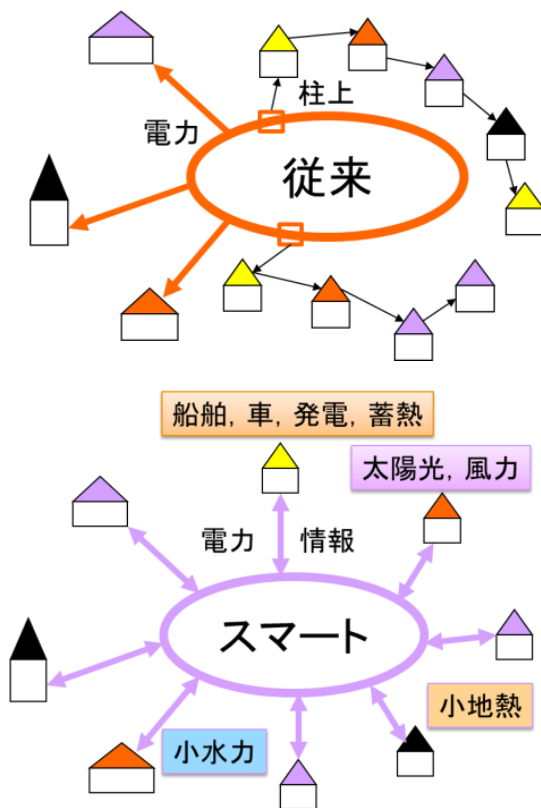 柱上
電力
従来
船舶, 車, 発電, 蓄熱
太陽光, 風力
電力 情報
スマート
小地熱
小水力